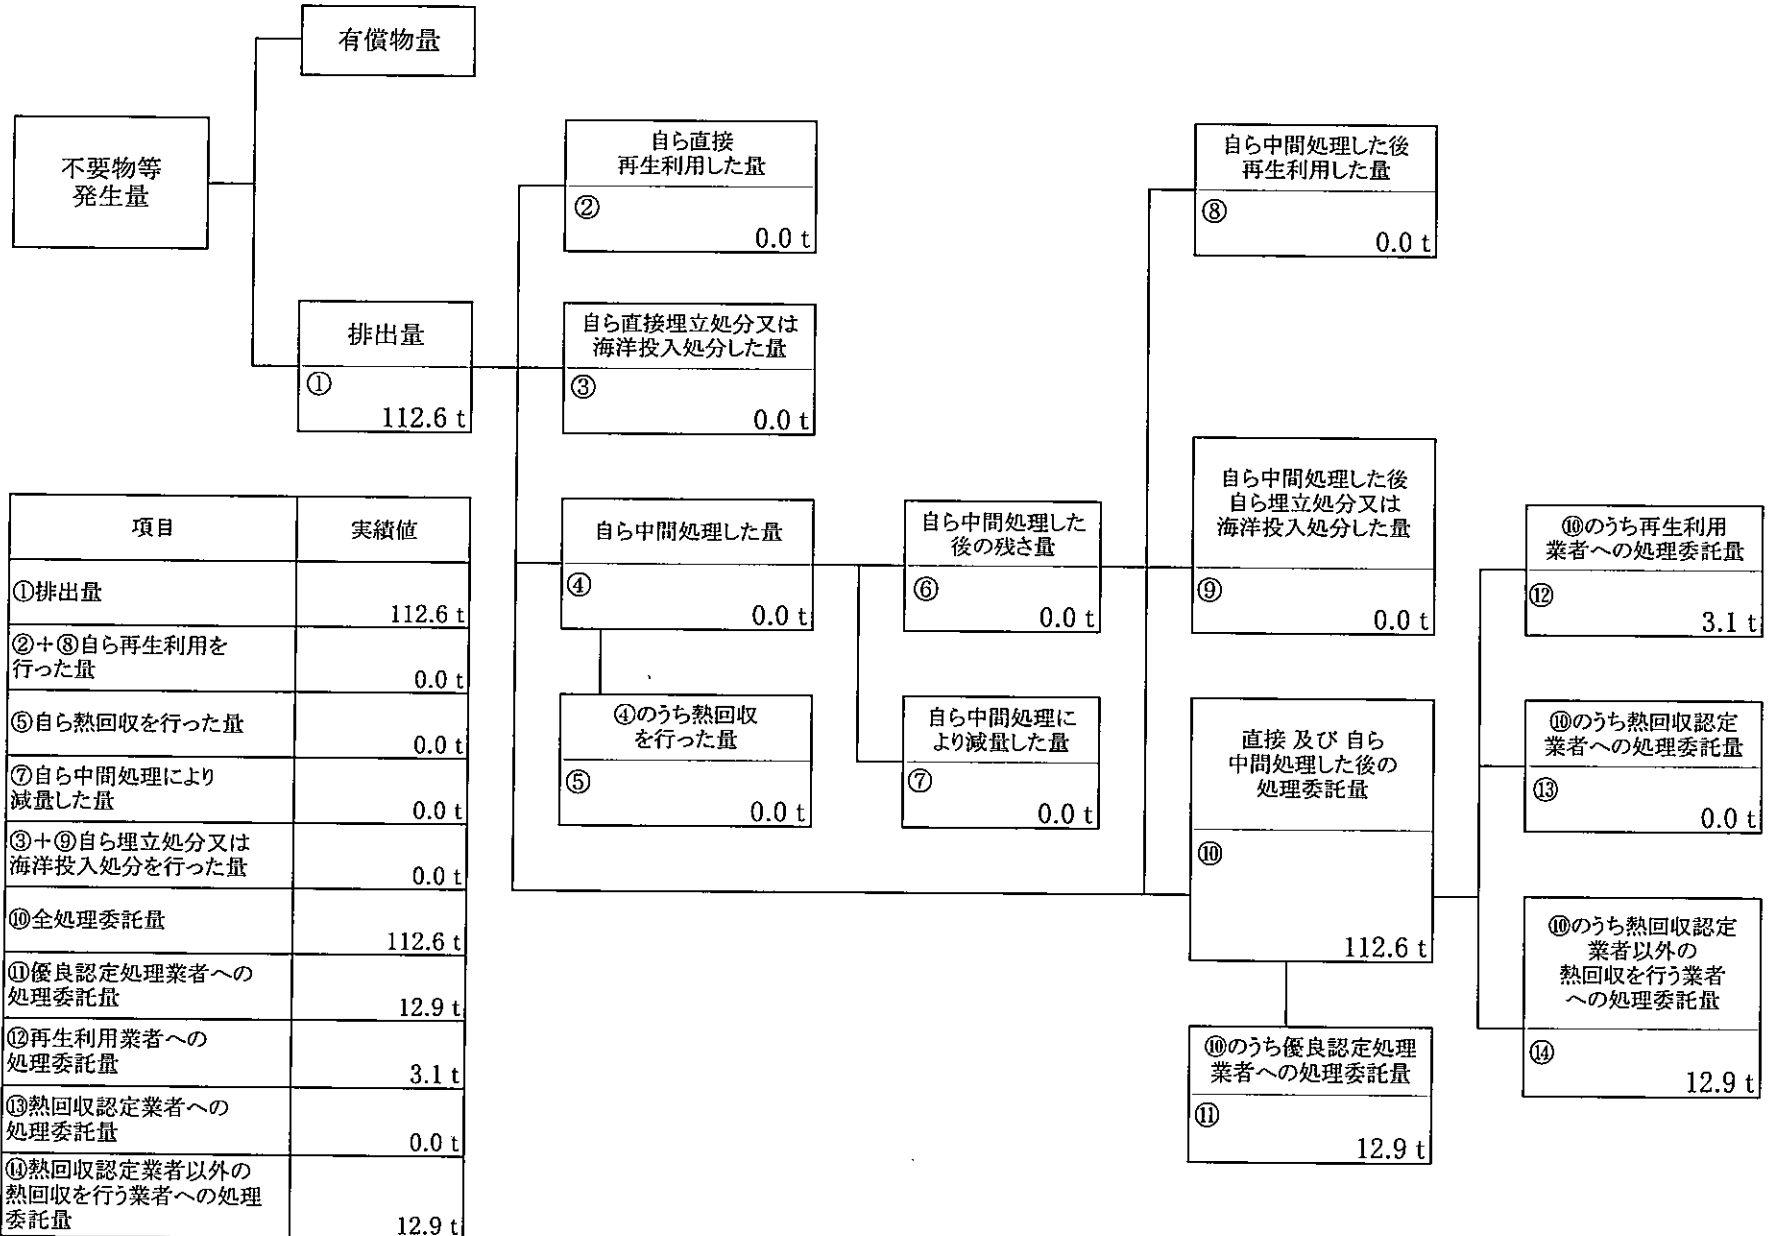 有償物量
不要物等
発生量
排出量
①
112.6 t
自ら直接
再生利用した量
②
0.0 t
自ら直接埋立処分又は
海洋投入処分した量
③
0.0 t
自ら中間処理した量
④
0.0 t
④のうち熱回収
を行った量
⑤
0.0 t
自ら中間処理した
後の残さ量
⑥
0.0 t
自ら中間処理に
より減量した量
⑦
0.0 t
自ら中間処理した後
再生利用した量
⑧
0.0 t
自ら中間処理した後
自ら埋立処分又は
海洋投入処分した量
⑨
0.0 t
直接 及び 自ら
中間処理した後の
処理委託量
⑩
112.6 t
⑩のうち優良認定処理
業者への処理委託量
⑪
12.9 t
⑩のうち再生利用
業者への処理委託量
⑫
3.1 t
⑩のうち熱回収認定
業者への処理委託量
⑬
0.0 t
⑩のうち熱回収認定
業者以外の
熱回収を行う業者
への処理委託量
⑭
12.9 t
項目 実績値
①排出量
112.6 t
②+⑧自ら再生利用を
行った量
0.0 t
⑤自ら熱回収を行った量
0.0 t
⑦自ら中間処理により
減量した量
0.0 t
③+⑨自ら埋立処分又は
海洋投入処分を行った量
0.0 t
⑩全処理委託量
112.6 t
⑪優良認定処理業者への
処理委託量
12.9 t
⑫再生利用業者への
処理委託量
3.1 t
⑬熱回収認定業者への
処理委託量
0.0 t
⑭熱回収認定業者以外の
熱回収を行う業者への処理
委託量
12.9 t